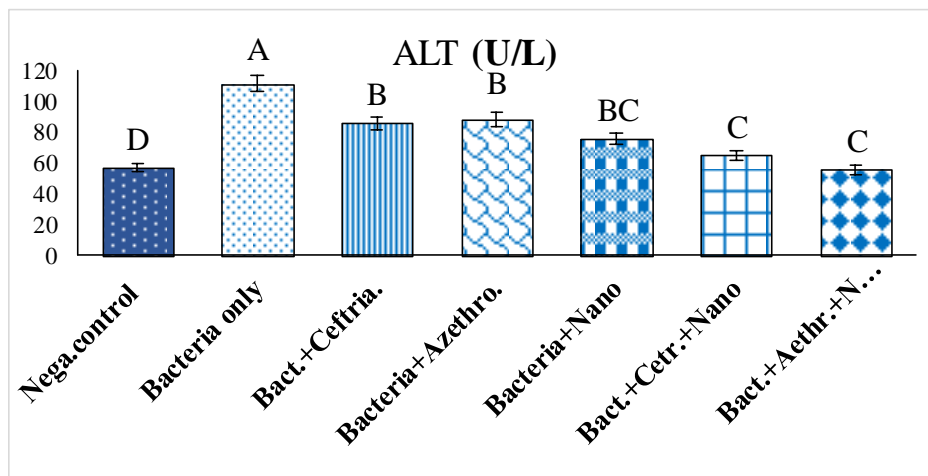 ALT (U/L)
120
100
80
60
40
20
0
D
A
B
B
BC
C
C
Nega.control
Bacteria only
Bact.+Ceftria.
Bacteria+Azethro.
Bacteria+Nano
Bact.+Cetr.+Nano
Bact.+Aethr.+N…